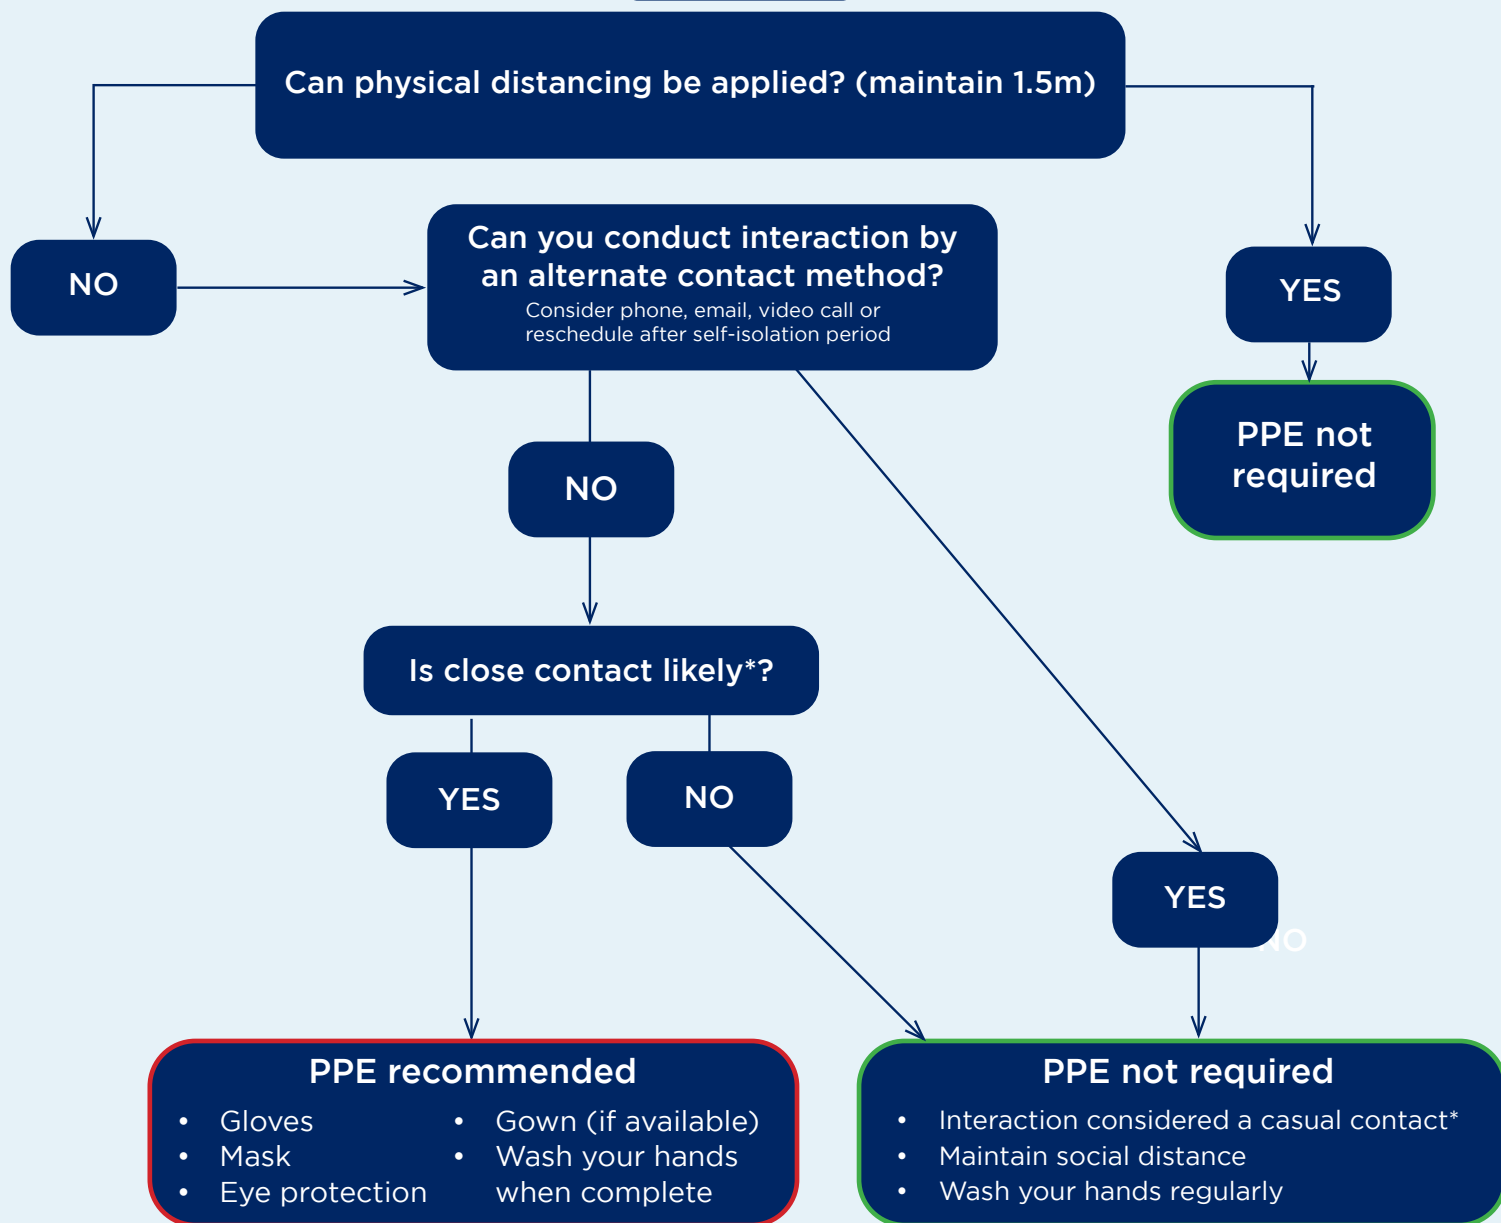 Can physical distancing be applied? (maintain 1.5m)
NO
Can you conduct interaction by
an alternate contact method?
Consider phone, email, video call or
reschedule after self-isolation period
YES
PPE not
required
NO
Is close contact likely*?
YES
NO
YES
NO
PPE recommended
• Gloves
• Mask
• Eye protection
• Gown (if available)
• Wash your hands
when complete
PPE not required
• Interaction considered a casual contact*
• Maintain social distance
• Wash your hands regularly